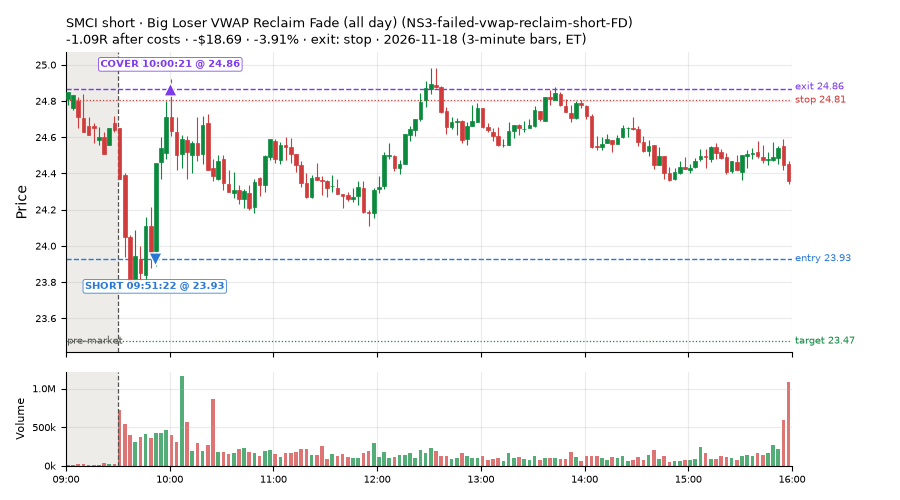 SMCI short · Big Loser VWAP Reclaim Fade (all day) (NS3-failed-vwap-reclaim-short-FD)
-1.09R after costs · -$18.69 · -3.91% · exit: stop · 2026-11-18 (3-minute bars, ET)
COVER 10:00:21 @ 24.86
SHORT 09:51:22 @ 23.93
pre-market
exit 24.86
stop 24.81
entry 23.93
target 23.47
Price
25.0
24.8
24.6
24.4
24.2
24.0
23.8
23.6
Volume
1.0M
500k
0k
09:00
10:00
11:00
12:00
13:00
14:00
15:00
16:00